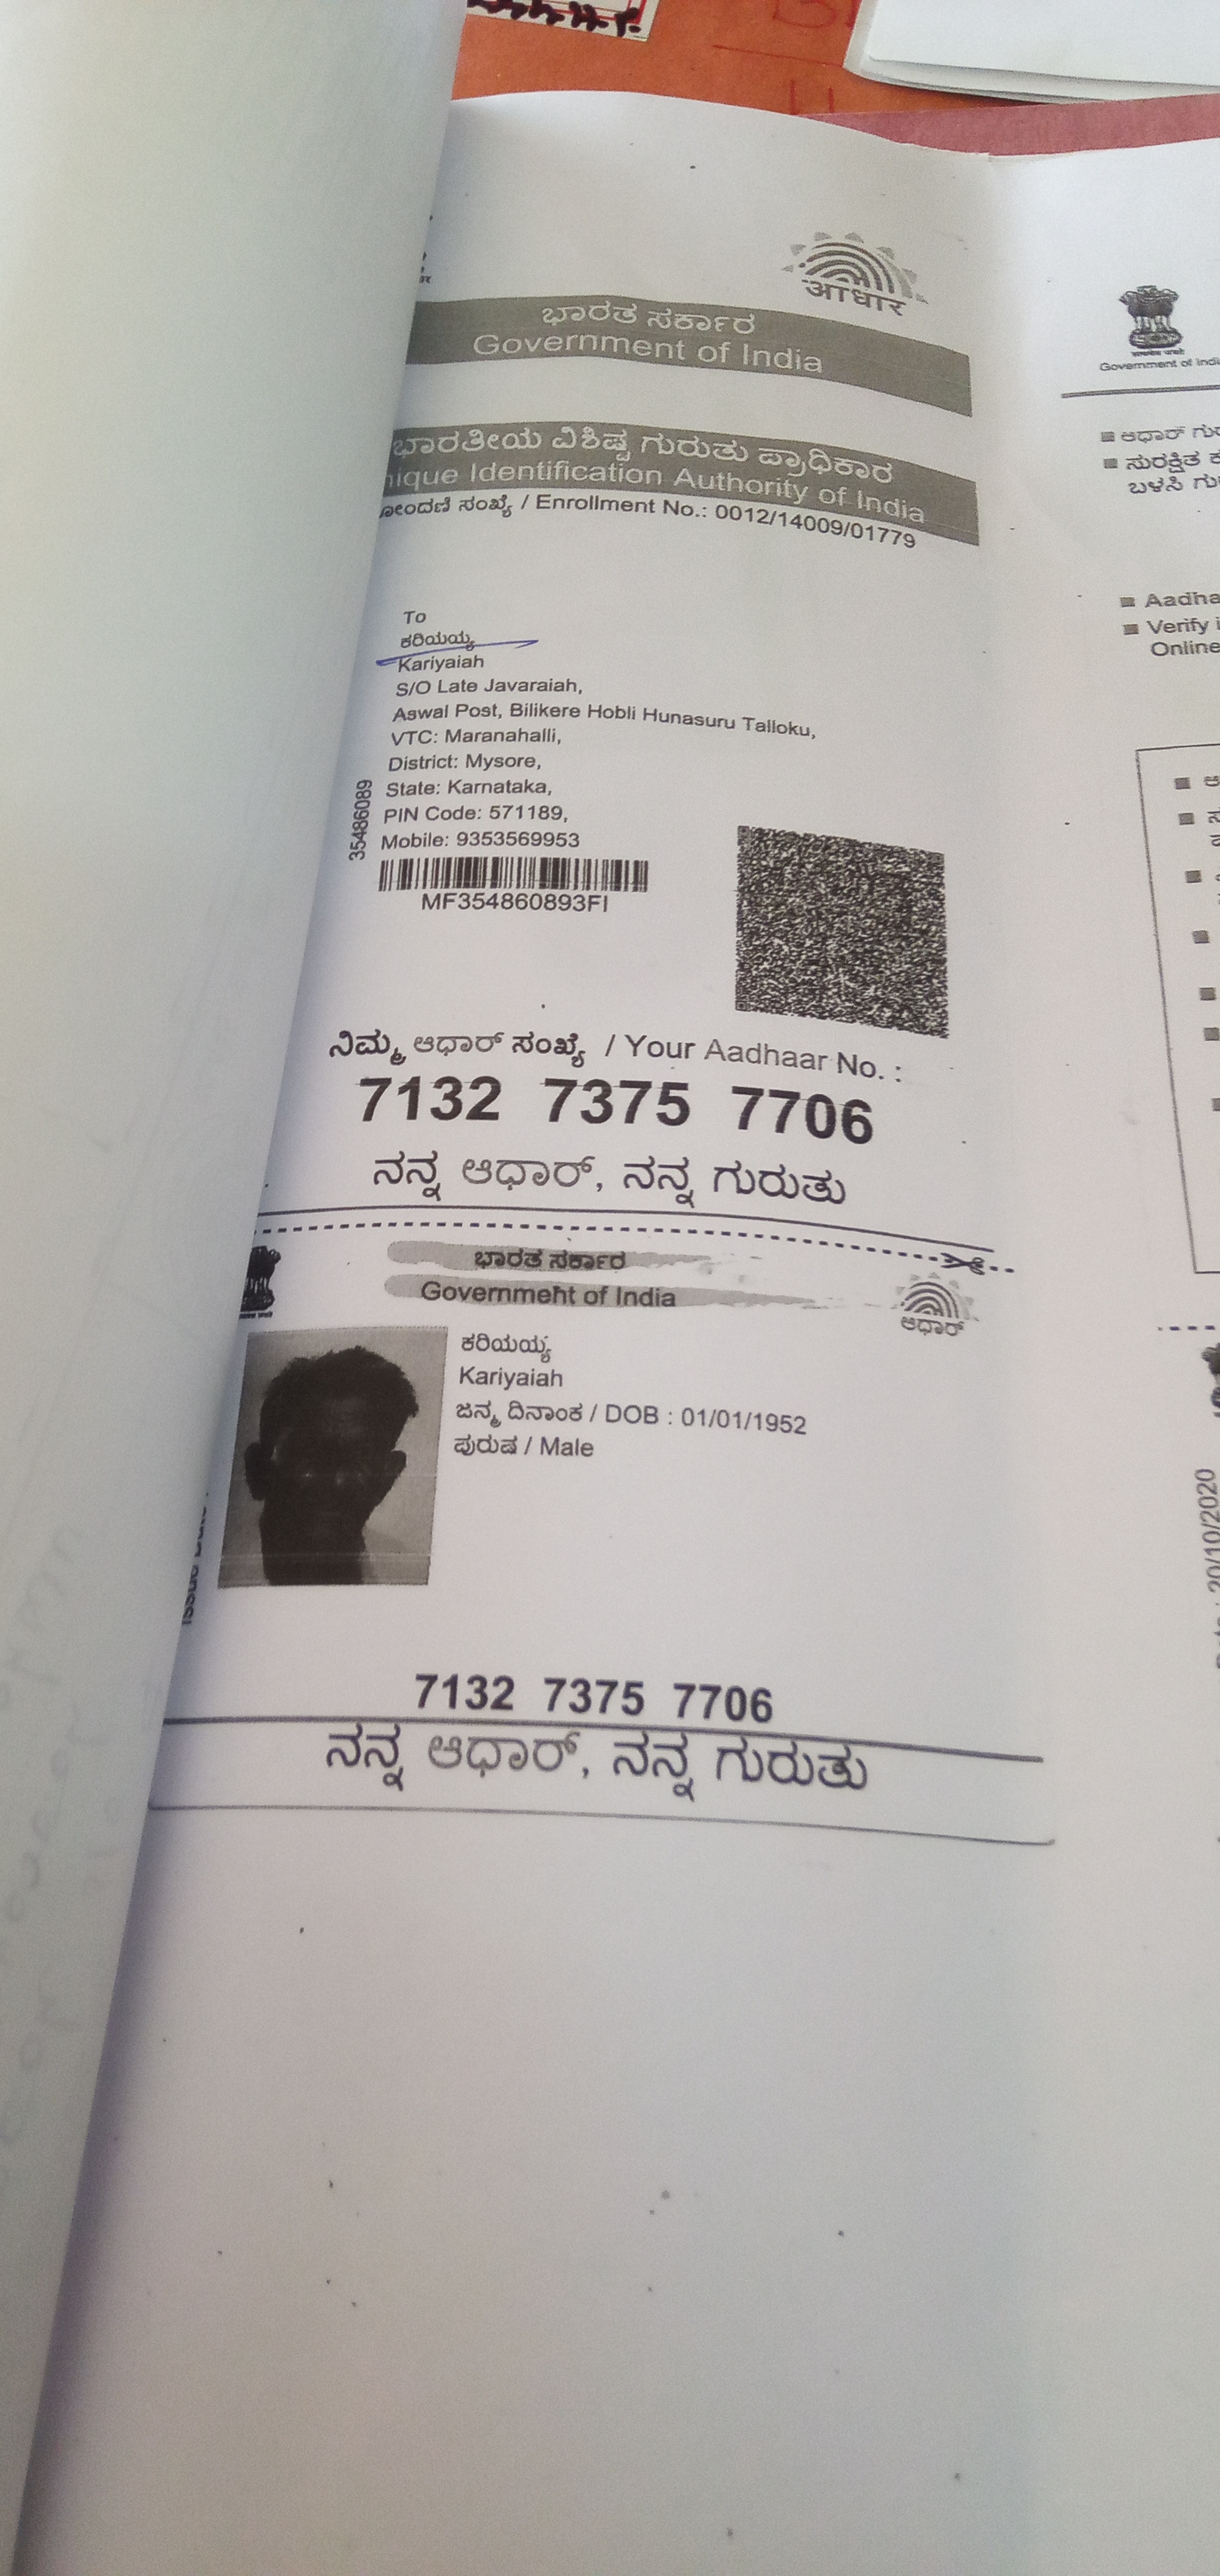 आधार
ಭಾರತ ಸರ್ಕಾರ
Government of India
ಭಾರತೀಯ ವಿಶಿಷ್ಟ ಗುರುತು ಪ್ರಾಧಿಕಾರ
Identification Authority of India
ಸಂಖ್ಯೆ / Enrollment No.: 0012/14009/01779
To
ಕರಿಯಯ್ಯ
Kariyaiah
S/O Late Javaraiah,
Aswal Post, Bilikere Hobli Hunasuru Talloku,
VTC: Maranahalli,
District: Mysore,
State: Karnataka,
PIN Code: 571189,
Mobile: 9353569953
35486089
MF354860893FI
ನಿಮ್ಮ ಆಧಾರ್ ಸಂಖ್ಯೆ / Your Aadhaar No. :
7132 7375 7706
ನನ್ನ ಆಧಾರ್, ನನ್ನ ಗುರುತು
ಭಾರತ ಸರ್ಕಾರ
Government of India
ಆಧಾರ್
ಕರಿಯಯ್ಯ
Kariyaiah
ಜನ್ಮ ದಿನಾಂಕ / DOB : 01/01/1952
ಪುರುಷ / Male
7132 7375 7706
ನನ್ನ ಆಧಾರ್, ನನ್ನ ಗುರುತು
Government of
ಆಧಾರ್
ಸುರಕ್ಷಿತ
ಬಳಸಿ
Verify
Online
: 20/10/2020